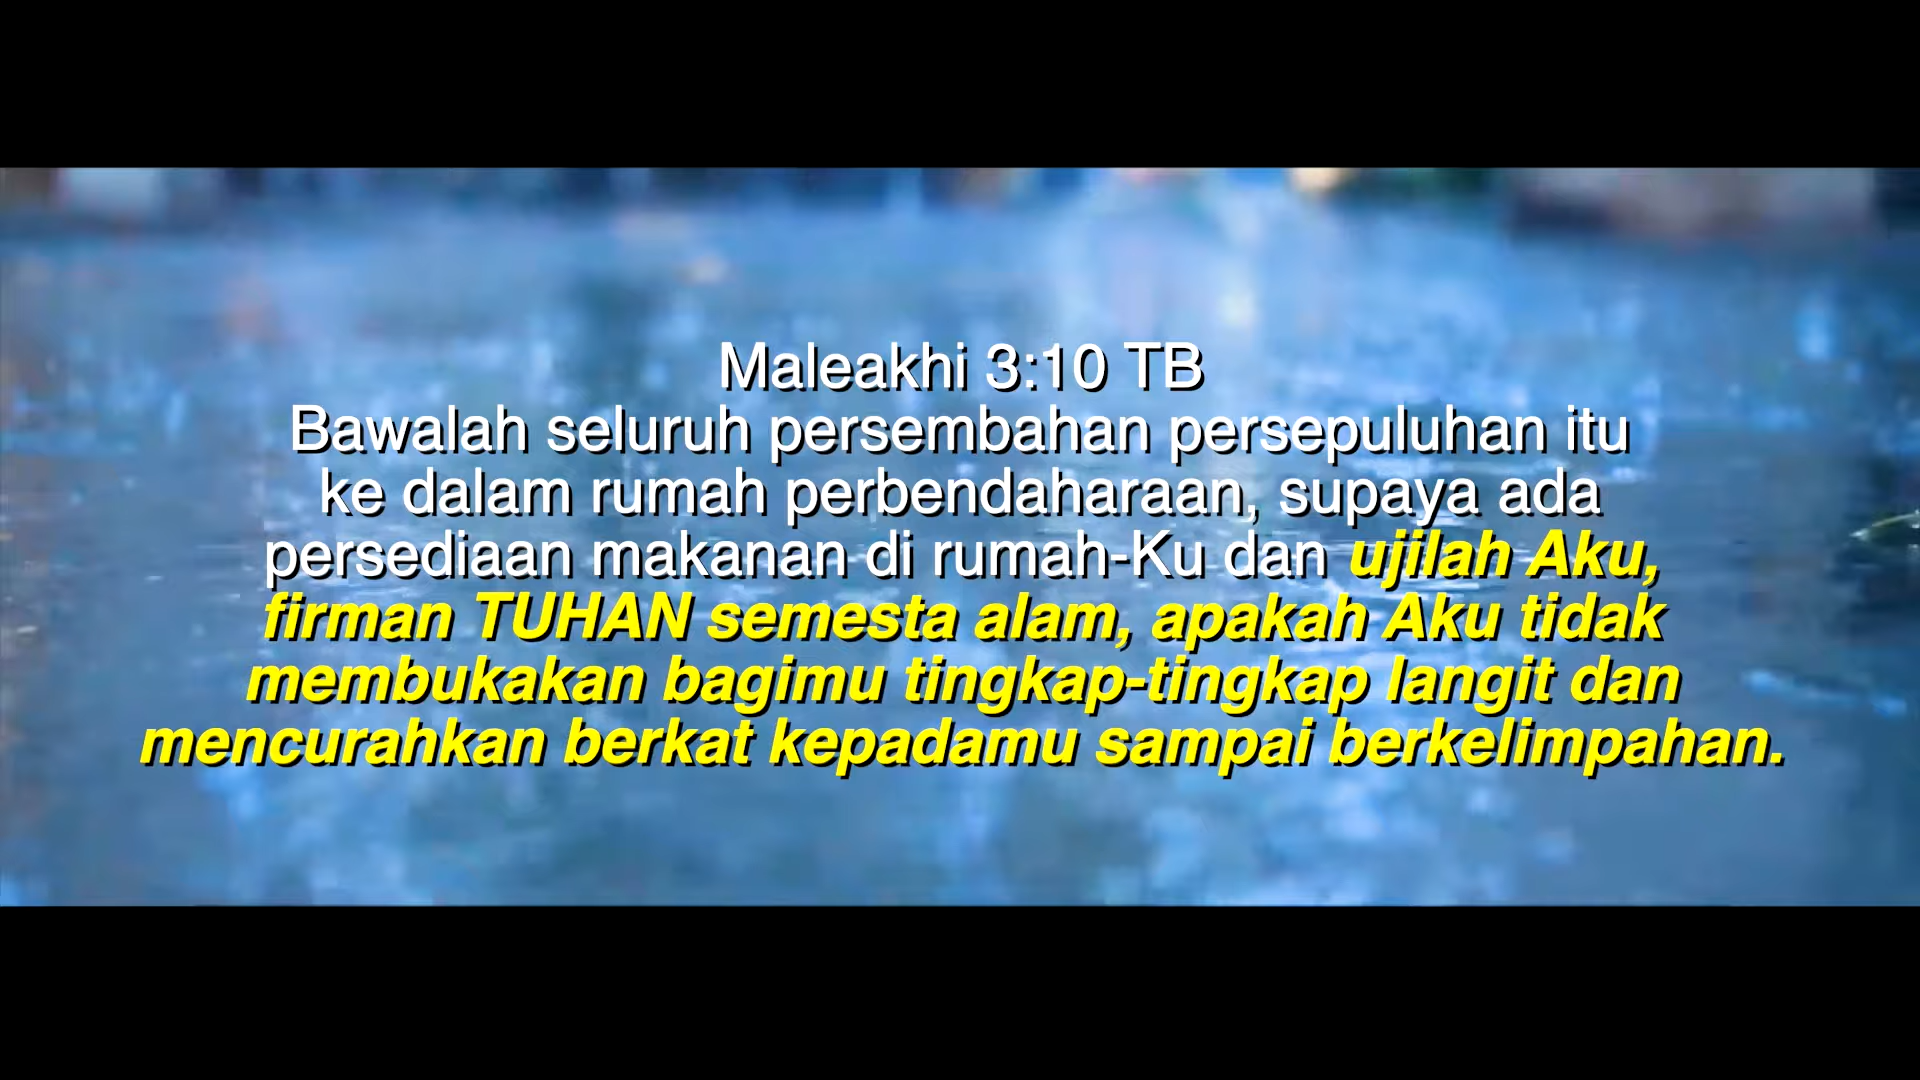 Maleakhi 3:10 TB
Bawalah seluruh persembahan persepuluhan itu
ke dalam rumah perbendaharaan, supaya ada
persediaan makanan di rumah-Ku dan ujilah Aku,
firman TUHAN semesta alam, apakah Aku tidak
membukakan bagimu tingkap-tingkap langit dan
mencurahkan berkat kepadamu sampai berkelimpahan.